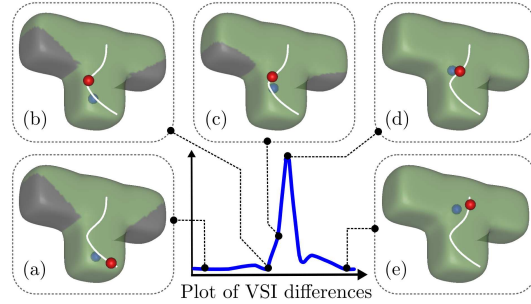 (b)
(c)
(d)
(a)
(e)
Plot of VSI differences